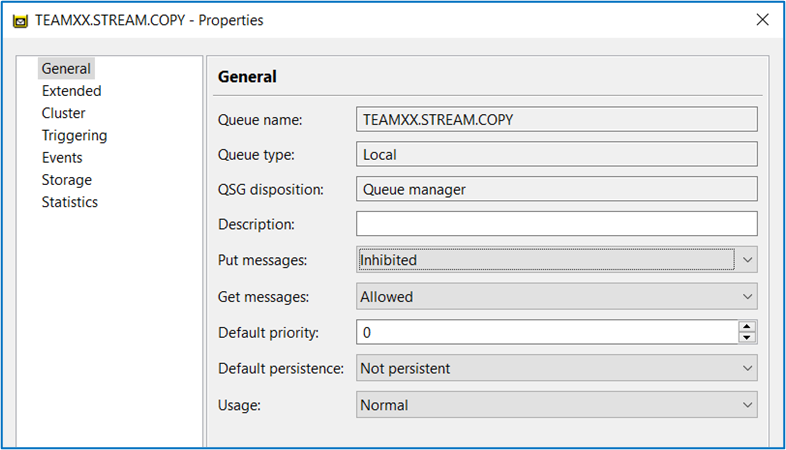 TEAMXX.STREAM.COPY - Properties
General
Extended
Cluster
Triggering
Events
Storage
Statistics
General
Queue name: TEAMXX.STREAM.COPY
Queue type: Local
QSG disposition: Queue manager
Description:
Put messages: Inhibited
Get messages: Allowed
Default priority: 0
Default persistence: Not persistent
Usage: Normal